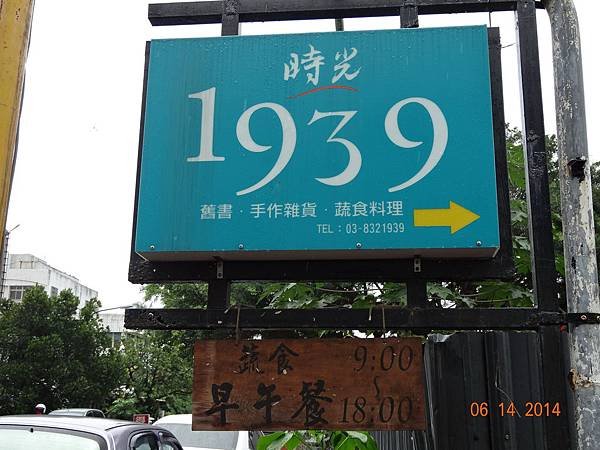 時光
1939
舊書·手作雜貨·蔬食料理
TEL：03-8321939
蔬食 9:00
~
早午餐 18:00
06 14 2014